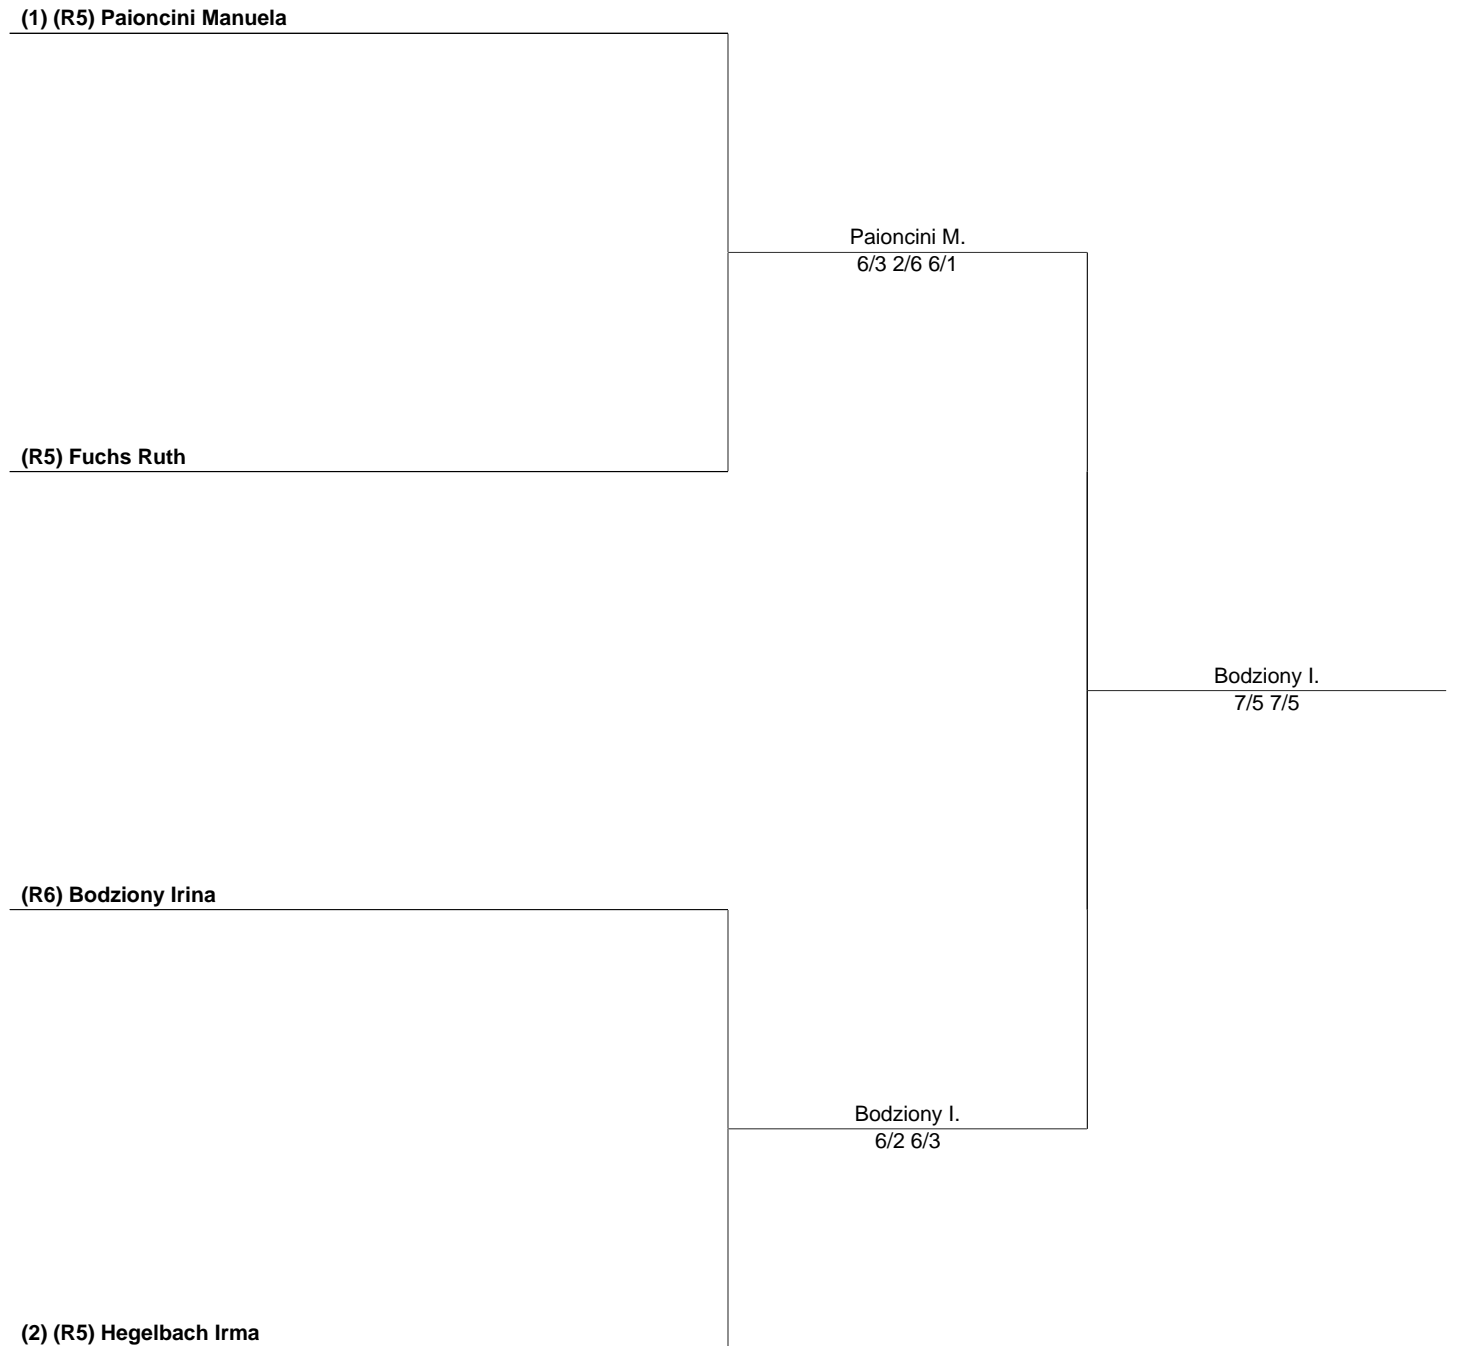 (1) (R5) Paioncini Manuela
Paioncini M.
6/3 2/6 6/1
(R5) Fuchs Ruth
Bodziony I.
7/5 7/5
(R6) Bodziony Irina
Bodziony I.
6/2 6/3
(2) (R5) Hegelbach Irma